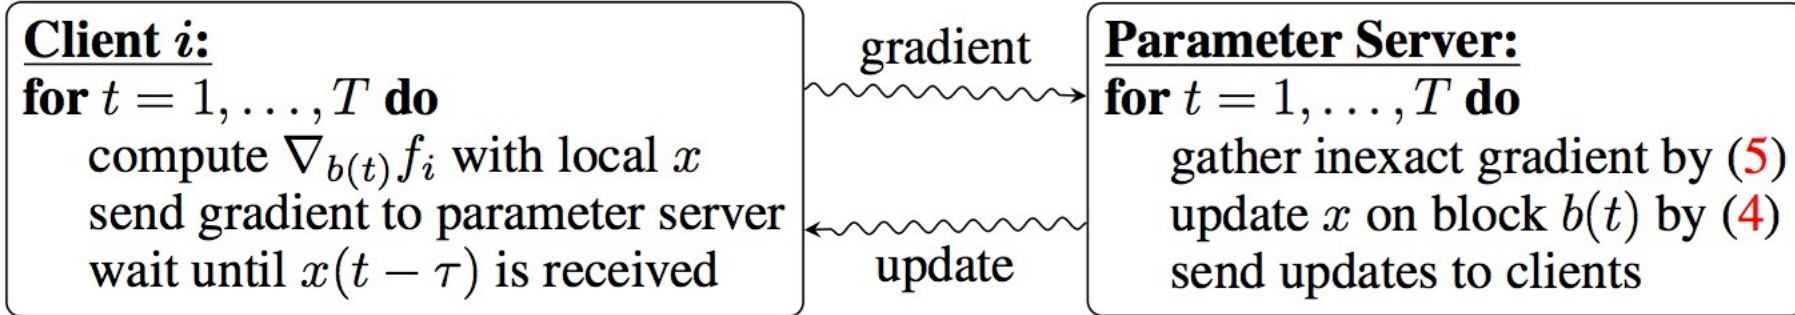 Client i:
for t = 1, . . . , T do
compute ∇_{b(t)} f_i with local x
send gradient to parameter server
wait until x(t − τ) is received
gradient
update
Parameter Server:
for t = 1, . . . , T do
gather inexact gradient by (5)
update x on block b(t) by (4)
send updates to clients